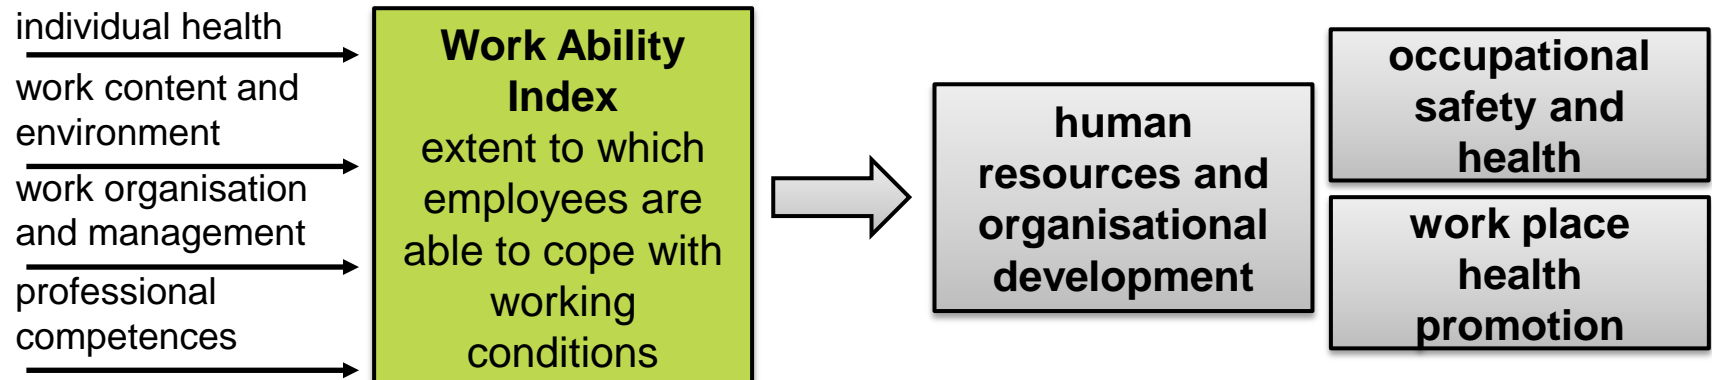 individual health
work content and
environment
work organisation
and management
professional
competences
Work Ability
Index
extent to which
employees are
able to cope with
working
conditions
human
resources and
organisational
development
occupational
safety and
health
work place
health
promotion